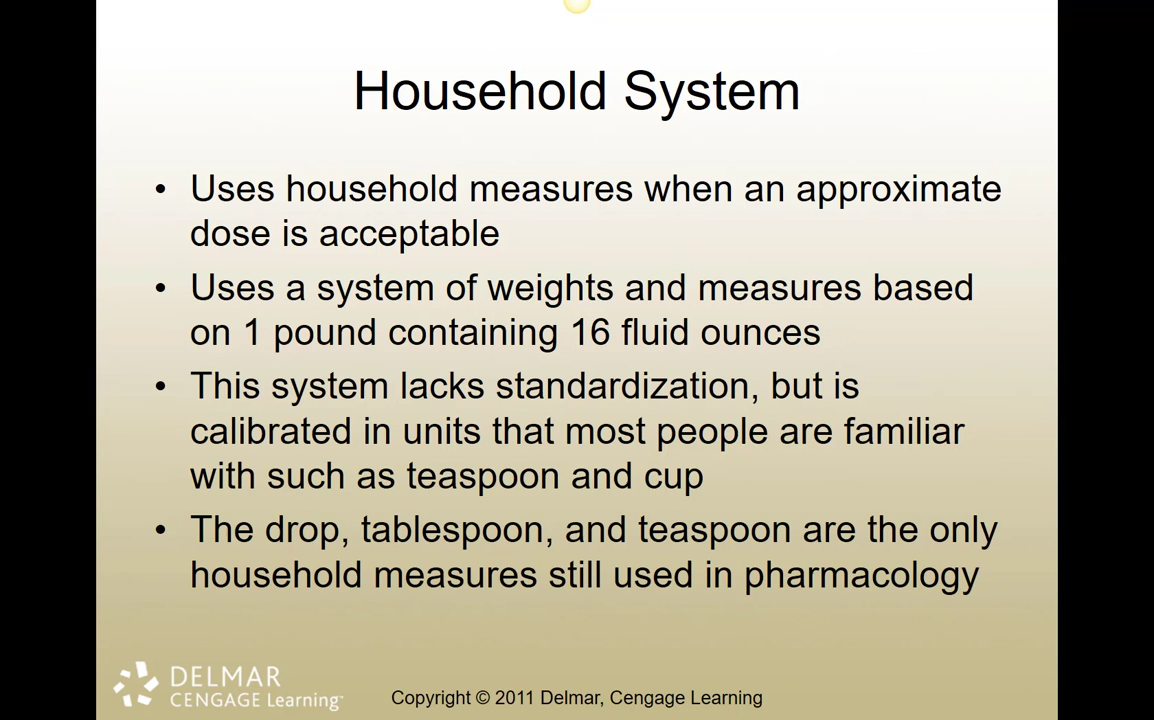 Household System
• Uses household measures when an approximate
dose is acceptable
• Uses a system of weights and measures based
on 1 pound containing 16 fluid ounces
• This system lacks standardization, but is
calibrated in units that most people are familiar
with such as teaspoon and cup
• The drop, tablespoon, and teaspoon are the only
household measures still used in pharmacology
DELMAR
CENGAGE Learning™
Copyright © 2011 Delmar, Cengage Learning